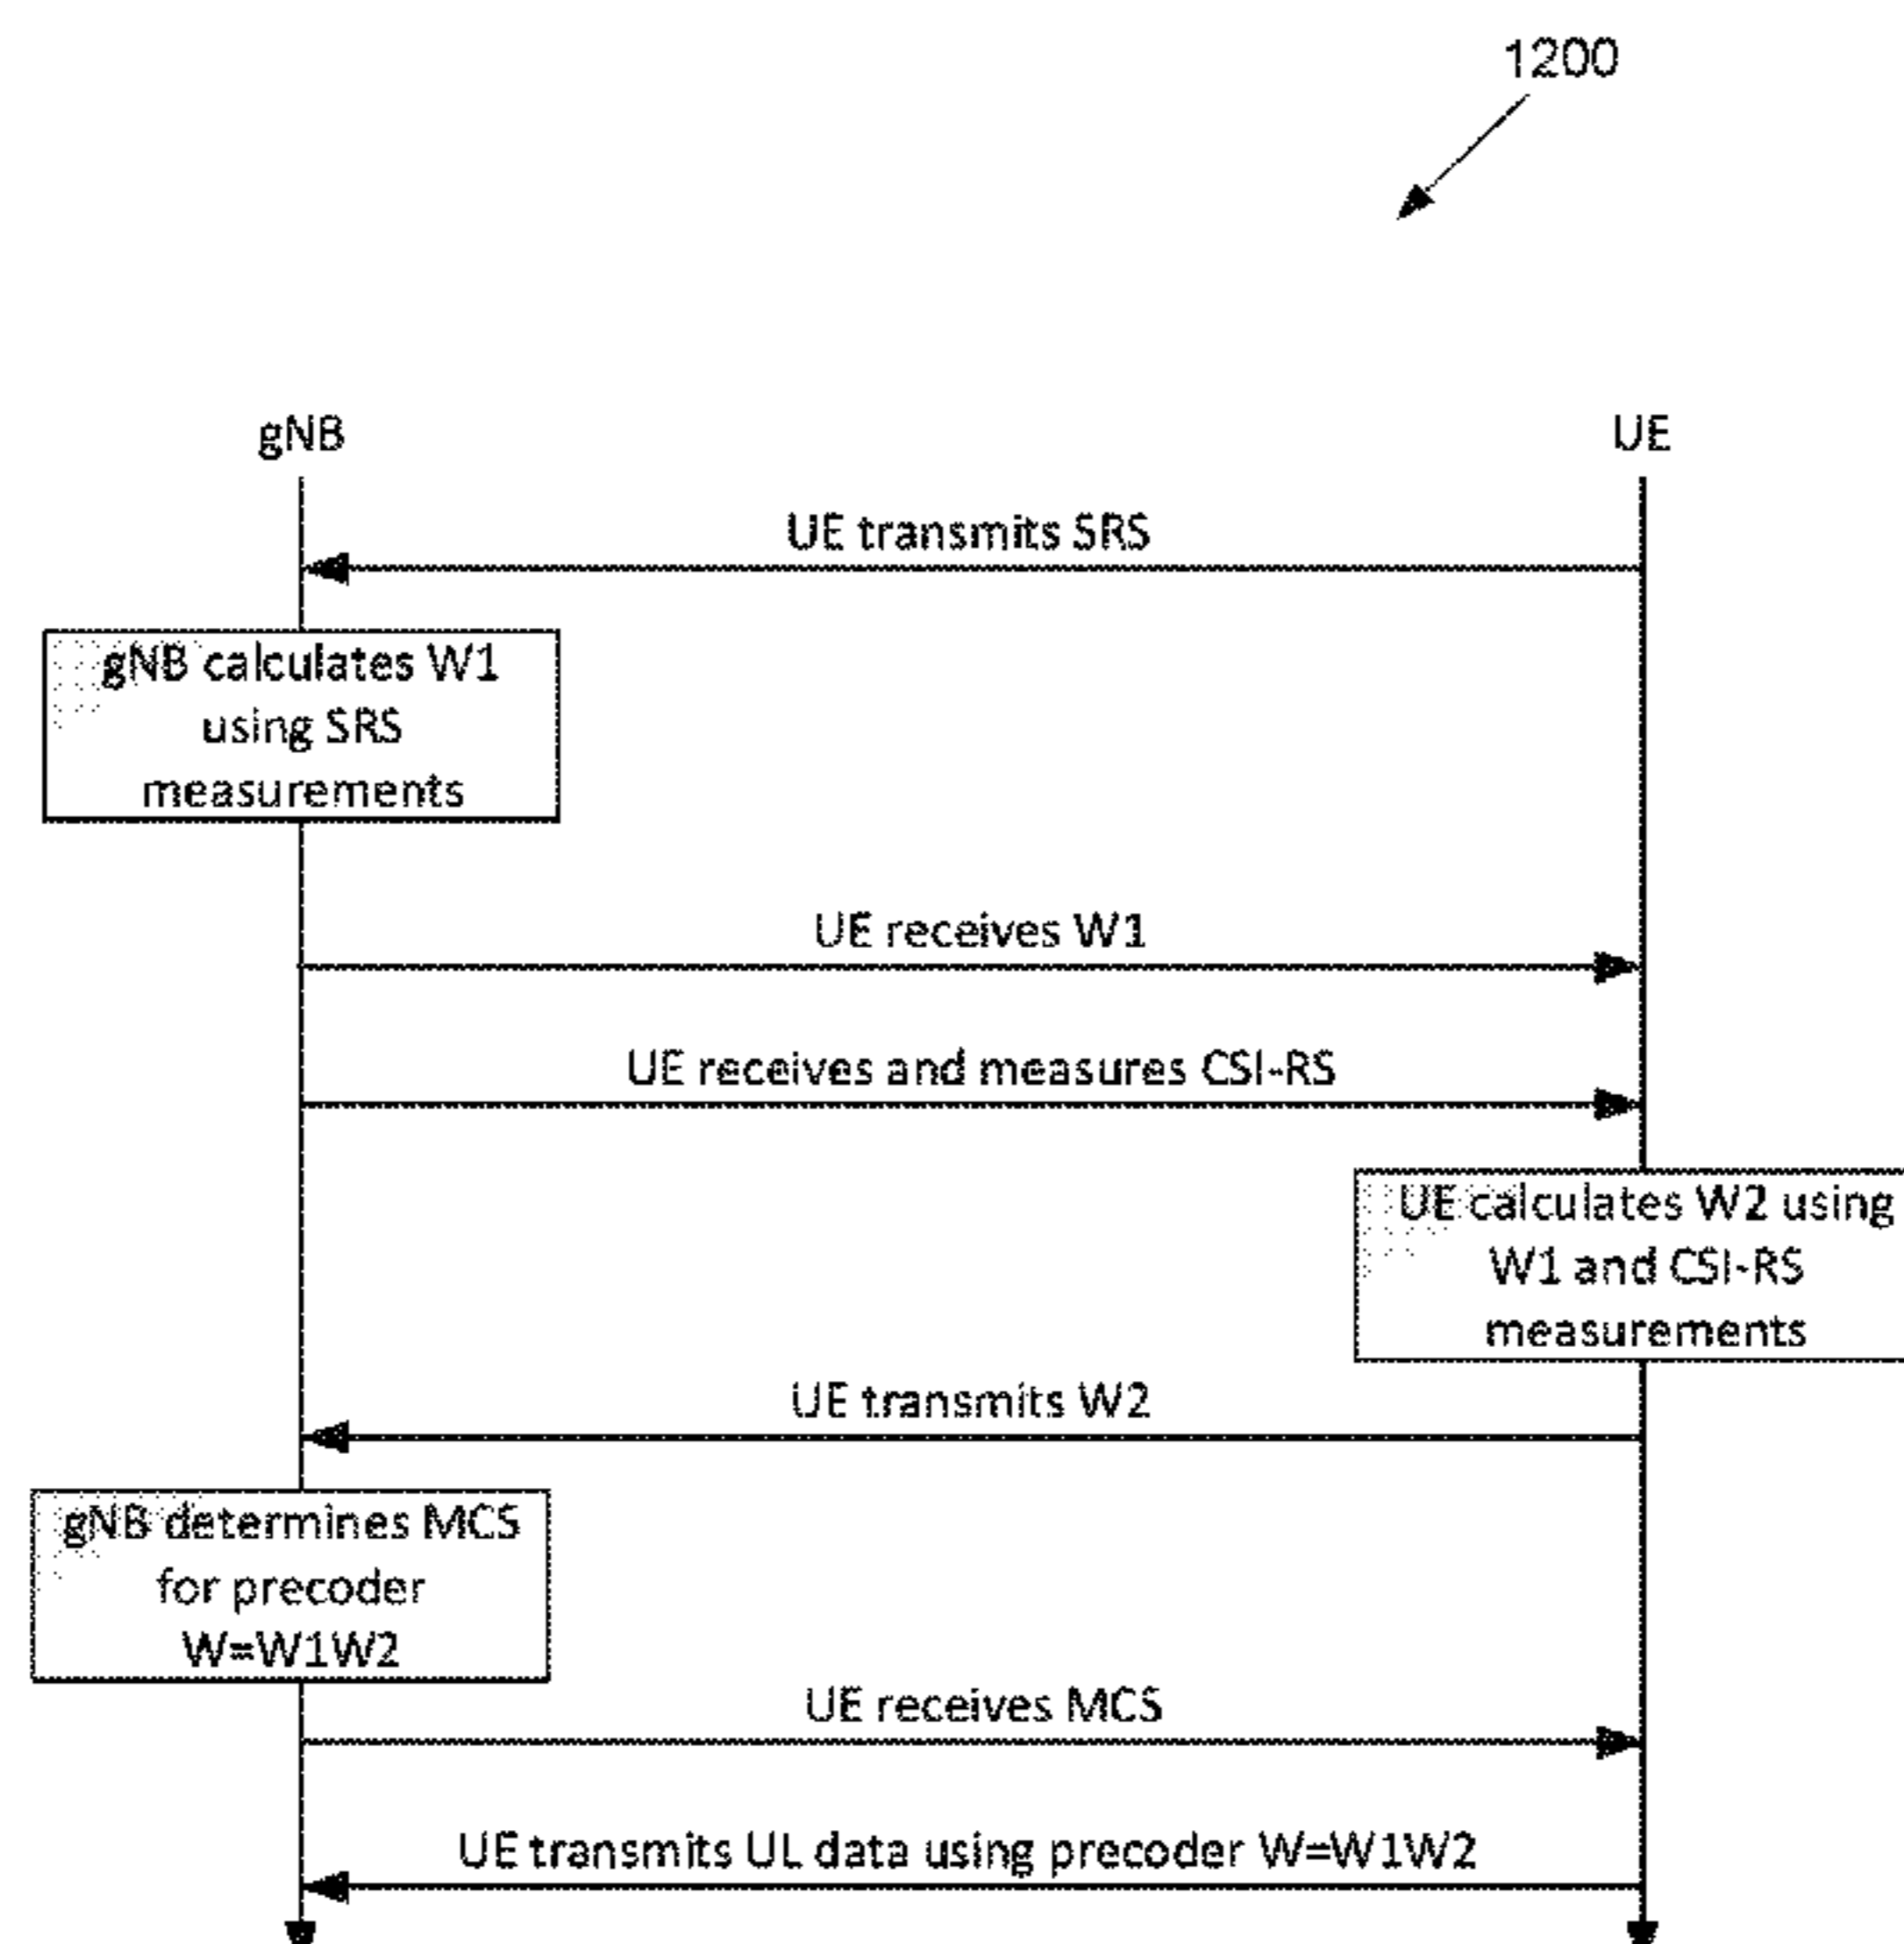 1200
gNB
UE
UE transmits SRS
gNB calculates W1
using SRS
measurements
UE receives W1
UE receives and measures CSI-RS
UE calculates W2 using
W1 and CSI-RS
measurements
UE transmits W2
gNB determines MCS
for precoder
W=W1W2
UE receives MCS
UE transmits UL data using precoder W=W1W2